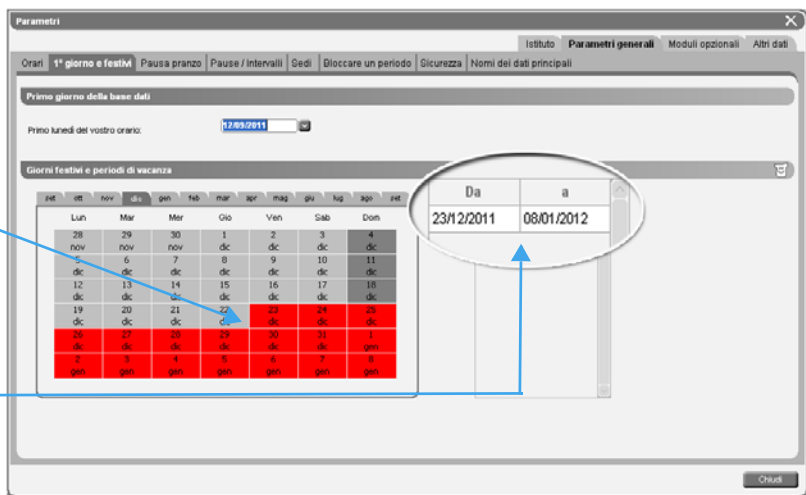 Parametri
Istituto Parametri generali Moduli opzionali Altri dati
Orari 1° giorno e festivi Pausa pranzo Pause / Intervalli Sedi Bloccare un periodo Sicurezza Nomi dei dati principali
Primo giorno della base dati
Primo lunedì del vostro orario: 12/09/2011
Giorni festivi e periodi di vacanza
set ott nov dic gen feb mar apr mag giu lug ago set
Lun Mar Mer Gio Ven Sab Dom
28 29 30 1 2 3 4
nov nov nov dic dic dic dic
5 6 7 8 9 10 11
dic dic dic dic dic dic dic
12 13 14 15 16 17 18
dic dic dic dic dic dic dic
19 20 21 22 23 24 25
dic dic dic dic dic dic dic
26 27 28 29 30 31 1
dic dic dic dic dic dic gen
2 3 4 5 6 7 8
gen gen gen gen gen gen gen
Da a
23/12/2011 08/01/2012
Chiudi